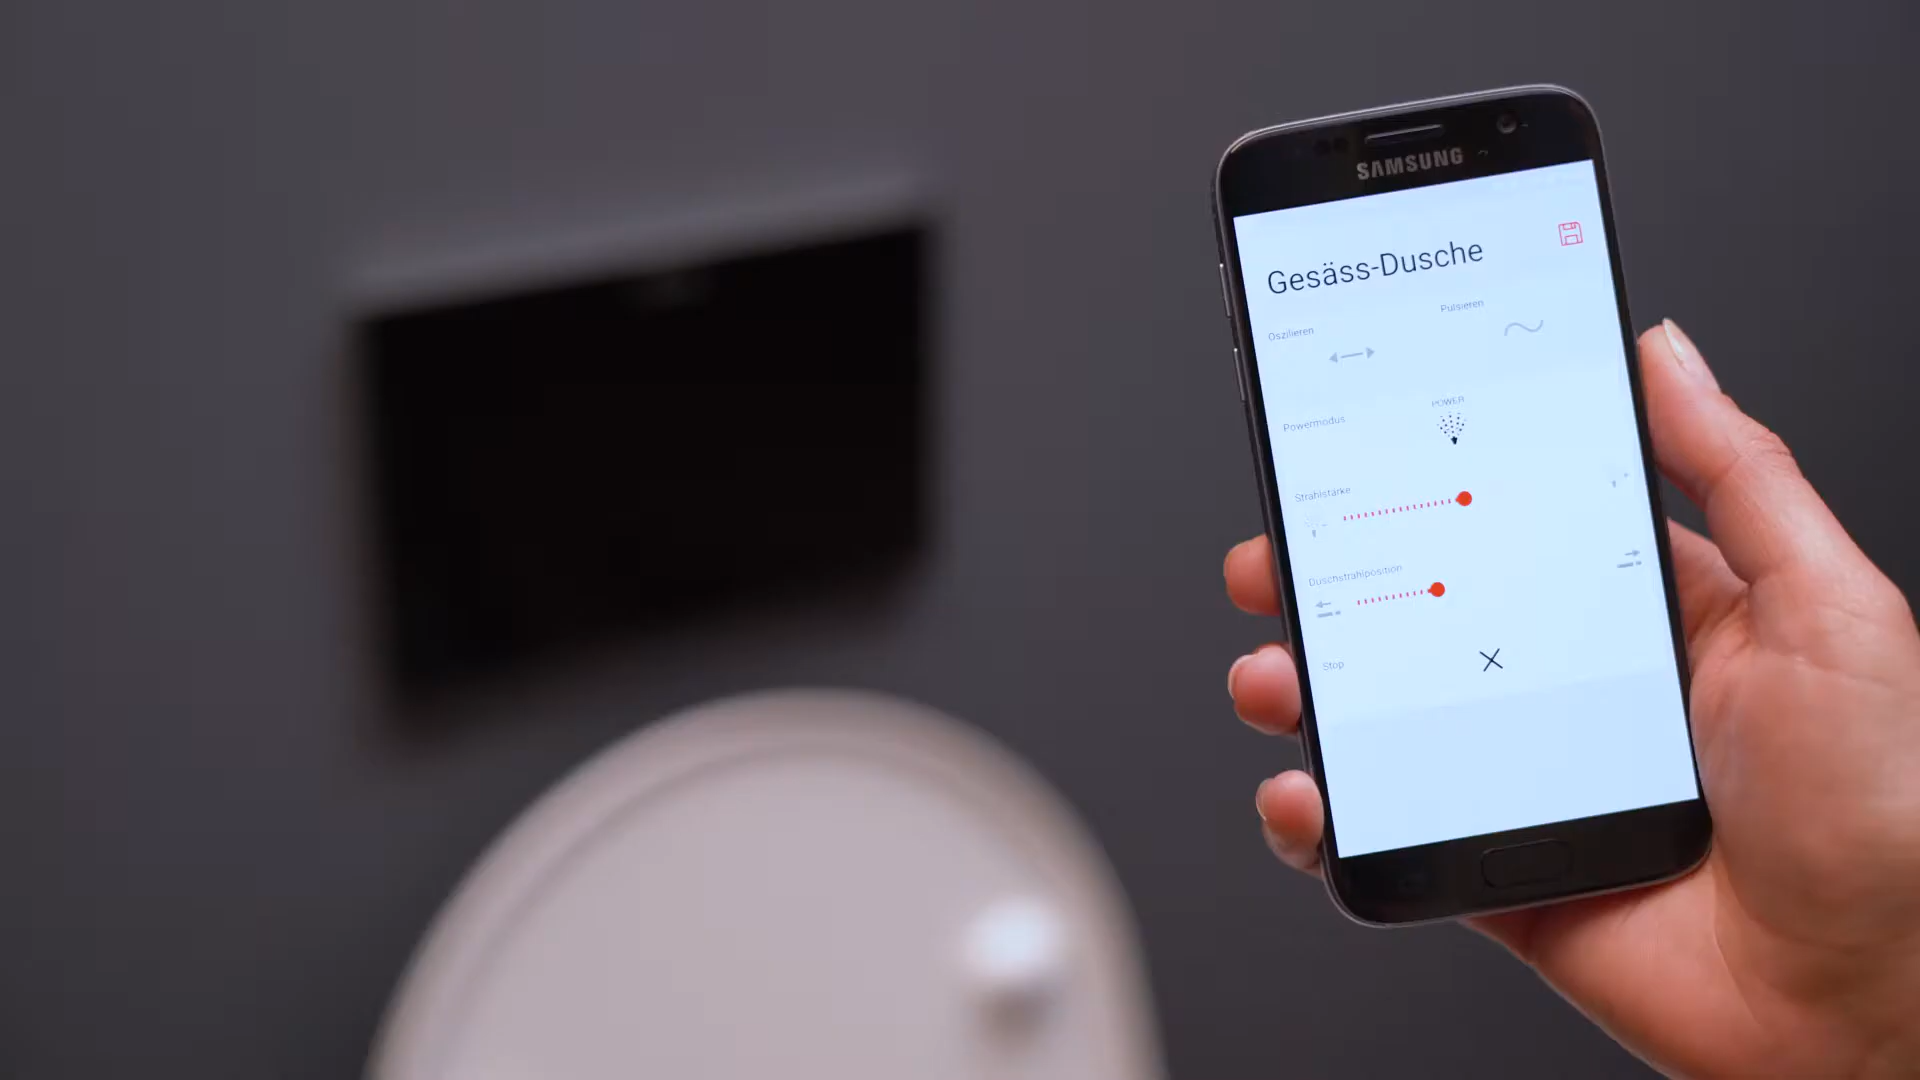 SAMSUNG
Gesäss-Dusche
Oszilieren
Pulsieren
Powermodus
POWER
Strahlstärke
Duschstrahlposition
Stop